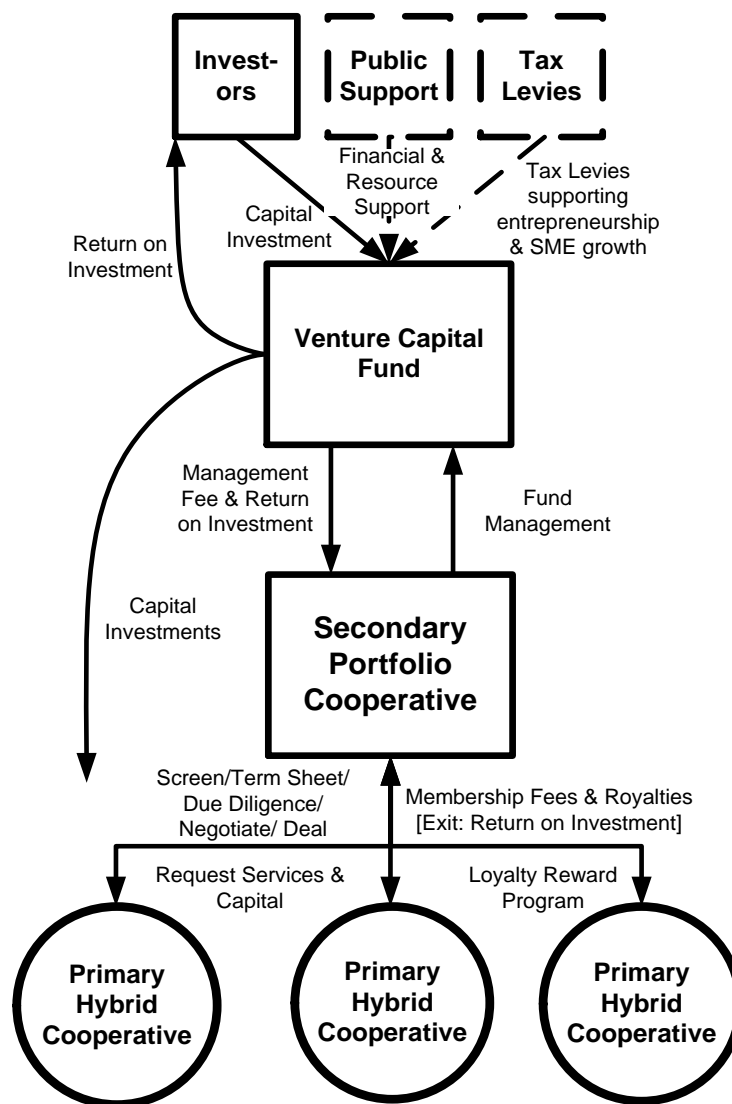 Invest-
ors
Public
Support
Tax
Levies
Financial &
Resource
Support
Tax Levies
supporting
entrepreneurship
& SME growth
Capital
Investment
Return on
Investment
Venture Capital
Fund
Management
Fee & Return
on Investment
Fund
Management
Capital
Investments
Secondary
Portfolio
Cooperative
Screen/Term Sheet/
Due Diligence/
Negotiate/ Deal
Membership Fees & Royalties
[Exit: Return on Investment]
Request Services &
Capital
Loyalty Reward
Program
Primary
Hybrid
Cooperative
Primary
Hybrid
Cooperative
Primary
Hybrid
Cooperative